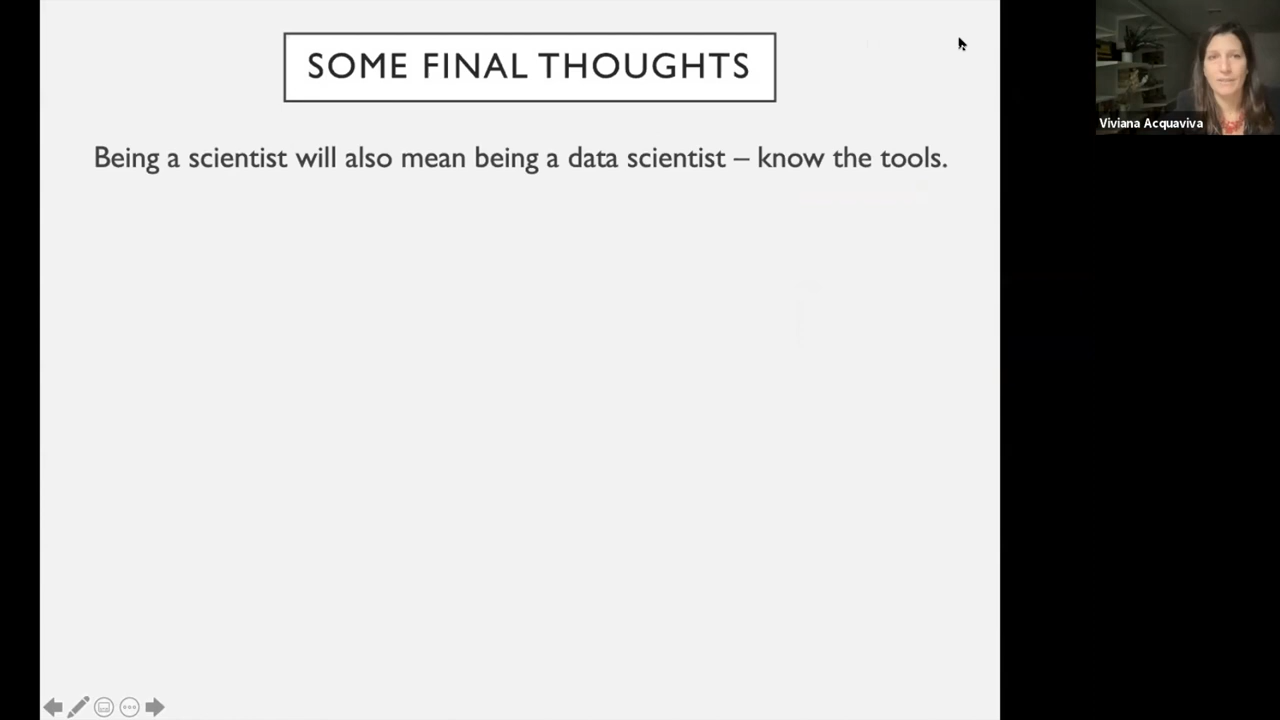 SOME FINAL THOUGHTS
Viviana Acquaviva
Being a scientist will also mean being a data scientist – know the tools.